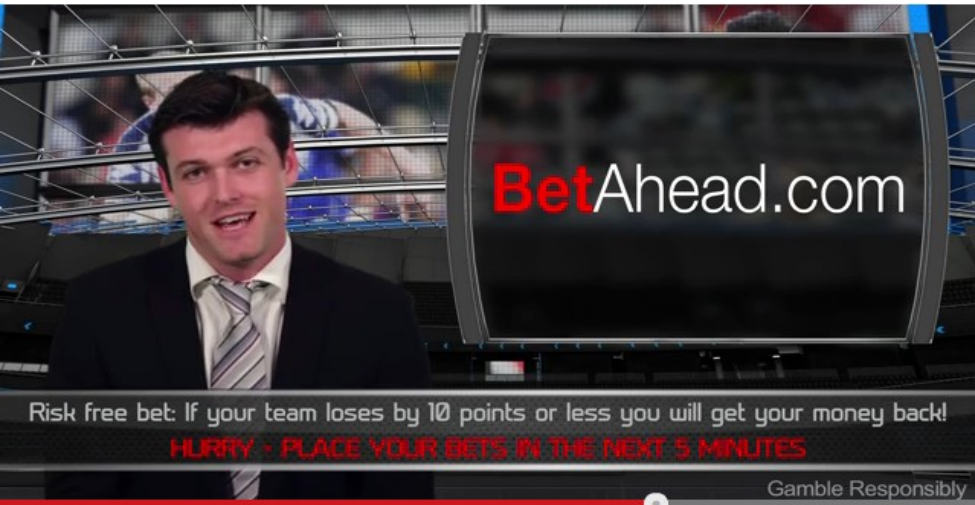 BetAhead.com
Risk free bet: If your team loses by 10 points or less you will get your money back!
HURRY - PLACE YOUR BETS IN THE NEXT 5 MINUTES
Gamble Responsibly